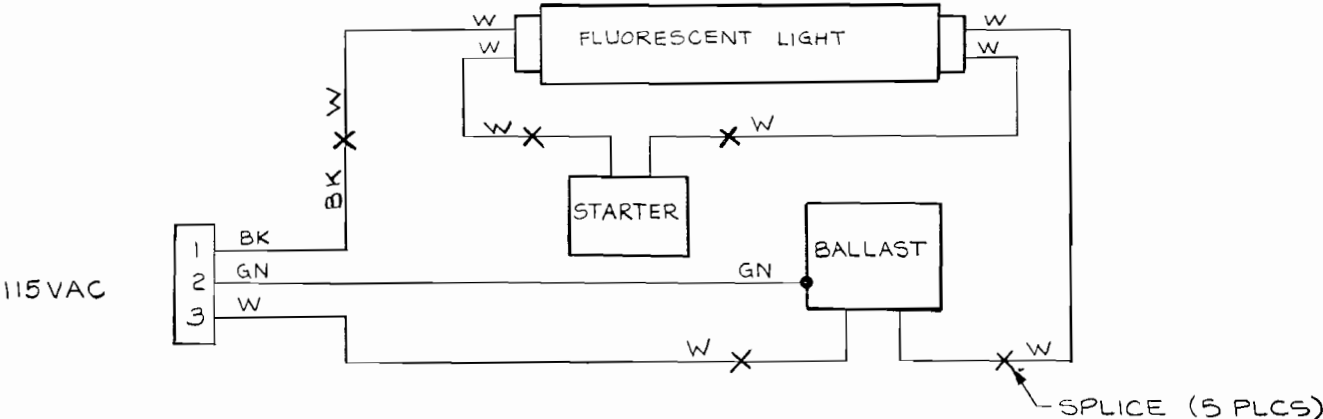 W
W
FLUORESCENT LIGHT
W
W
W
W
W
BK
STARTER
BALLAST
1 BK
2 GN
GN
115VAC
3 W
W
W
SPLICE (5 PLCS)